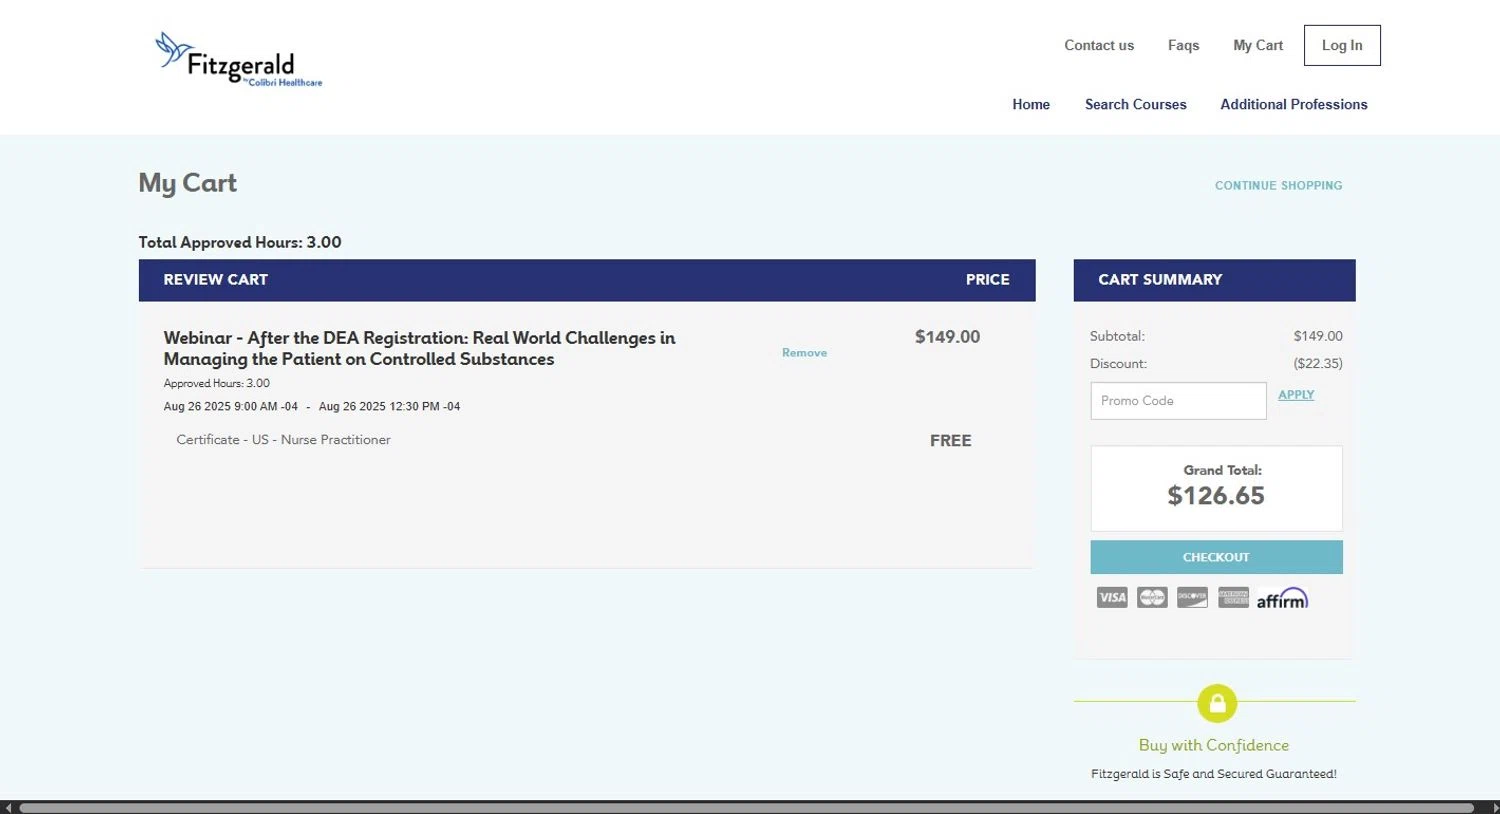 Fitzgerald
by Colibri Healthcare
Contact us
Faqs
My Cart
Log In
Home
Search Courses
Additional Professions
My Cart
CONTINUE SHOPPING
Total Approved Hours: 3.00
REVIEW CART
PRICE
Webinar - After the DEA Registration: Real World Challenges in
Managing the Patient on Controlled Substances
Remove
$149.00
Approved Hours: 3.00
Aug 26 2025 9:00 AM -04 - Aug 26 2025 12:30 PM -04
Certificate - US - Nurse Practitioner
FREE
CART SUMMARY
Subtotal:
$149.00
Discount:
($22.35)
Promo Code
APPLY
Grand Total:
$126.65
CHECKOUT
VISA
MasterCard
DISCOVER
AMERICAN EXPRESS
affirm
Buy with Confidence
Fitzgerald is Safe and Secured Guaranteed!